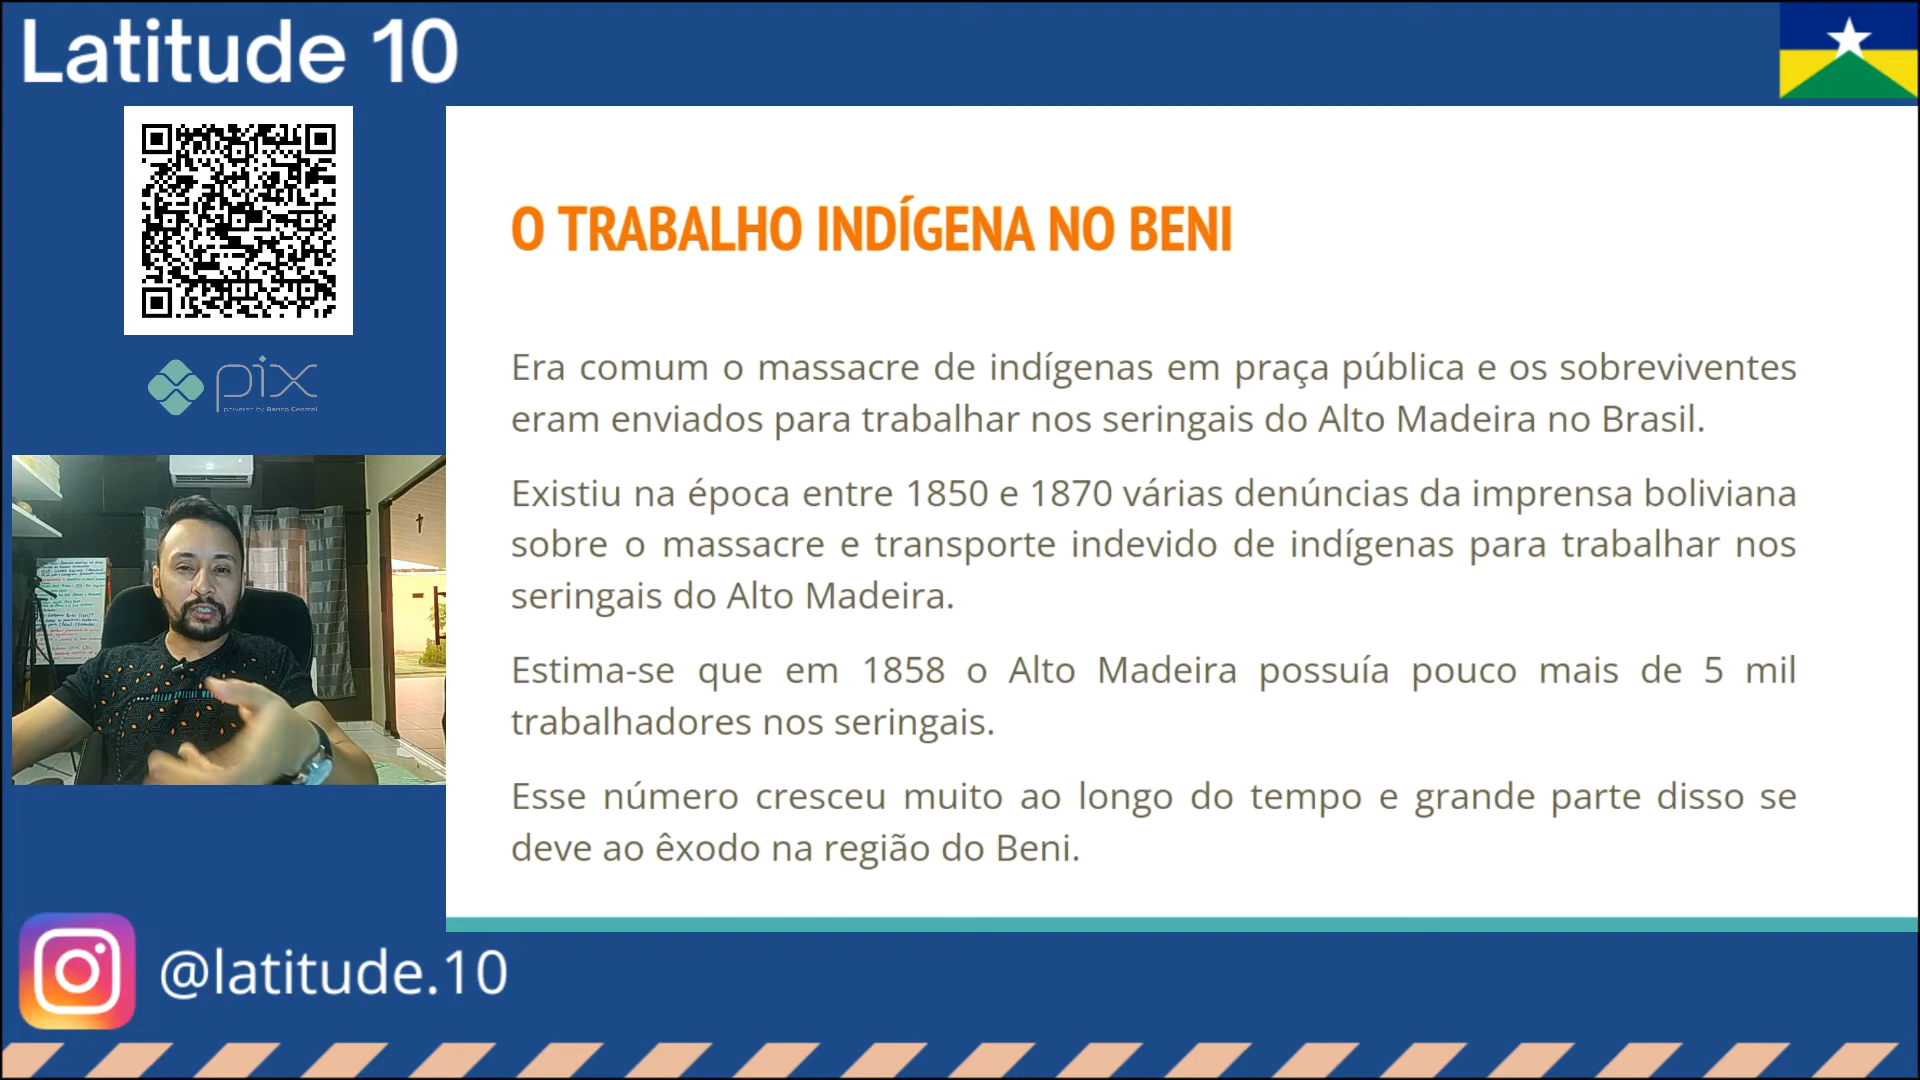 Latitude 10
pix
powered by Banco Central
O TRABALHO INDÍGENA NO BENI
Era comum o massacre de indígenas em praça pública e os sobreviventes
eram enviados para trabalhar nos seringais do Alto Madeira no Brasil.
Existiu na época entre 1850 e 1870 várias denúncias da imprensa boliviana
sobre o massacre e transporte indevido de indígenas para trabalhar nos
seringais do Alto Madeira.
Estima-se que em 1858 o Alto Madeira possuía pouco mais de 5 mil
trabalhadores nos seringais.
Esse número cresceu muito ao longo do tempo e grande parte disso se
deve ao êxodo na região do Beni.
@latitude.10